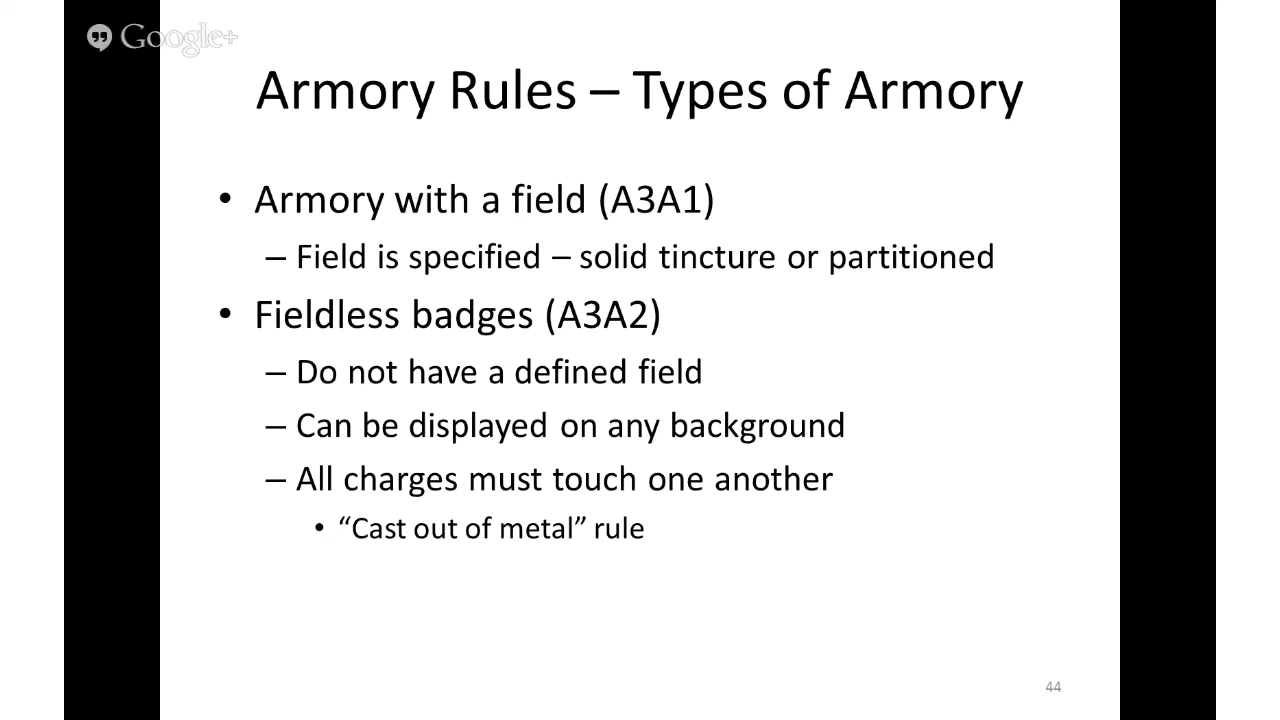 Google+
Armory Rules – Types of Armory
• Armory with a field (A3A1)
– Field is specified – solid tincture or partitioned
• Fieldless badges (A3A2)
– Do not have a defined field
– Can be displayed on any background
– All charges must touch one another
• “Cast out of metal” rule
44